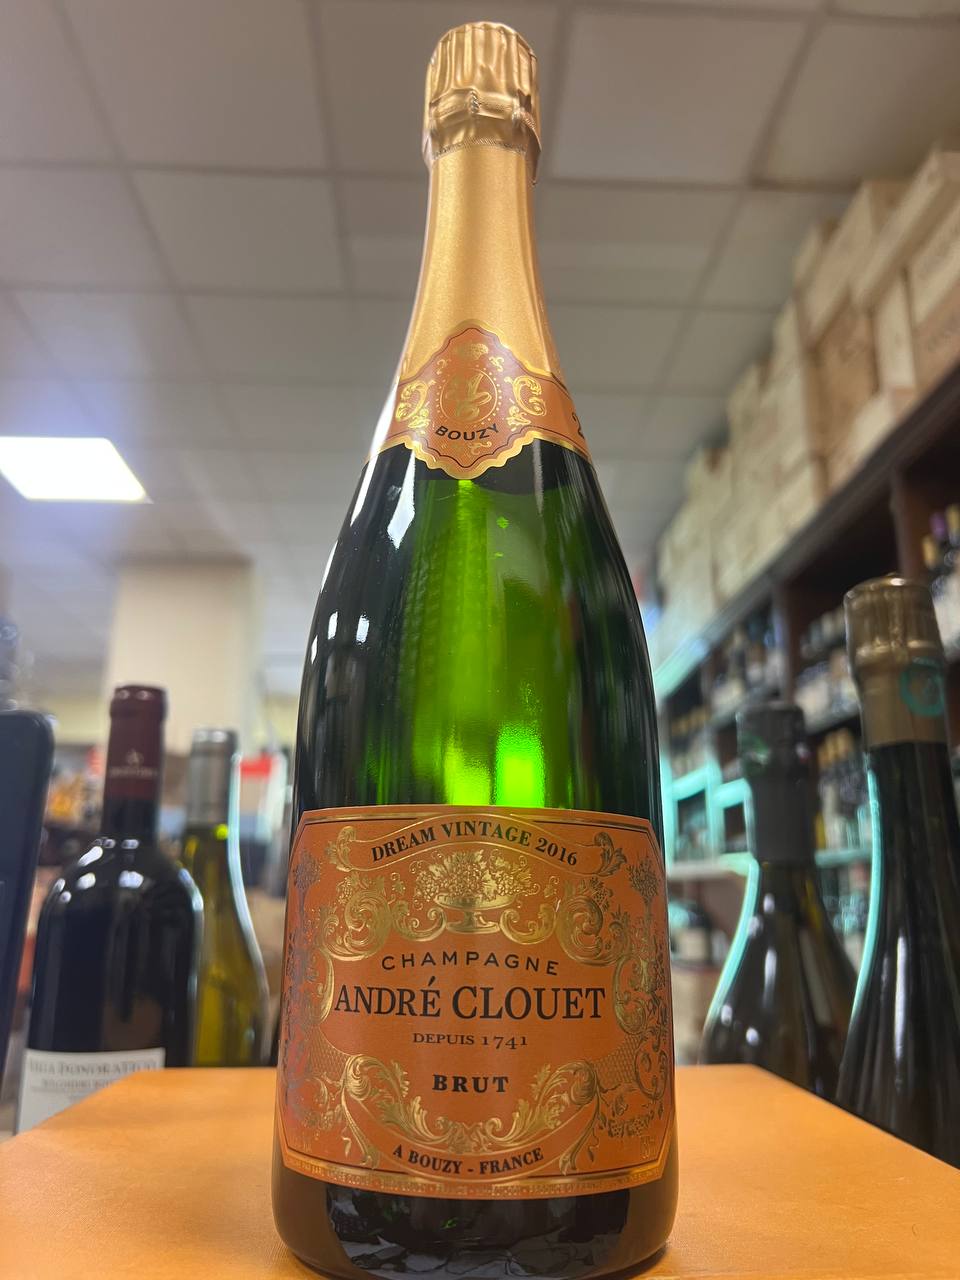 BOUZY
DREAM VINTAGE 2016
CHAMPAGNE
ANDRÉ CLOUET
DEPUIS 1741
BRUT
A BOUZY - FRANCE